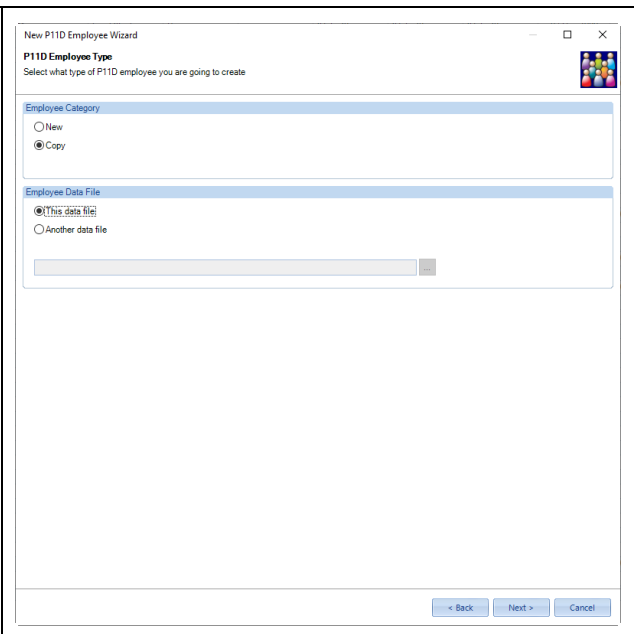 New P11D Employee Wizard
P11D Employee Type
Select what type of P11D employee you are going to create
Employee Category
New
Copy
Employee Data File
This data file
Another data file
...
< Back Next > Cancel